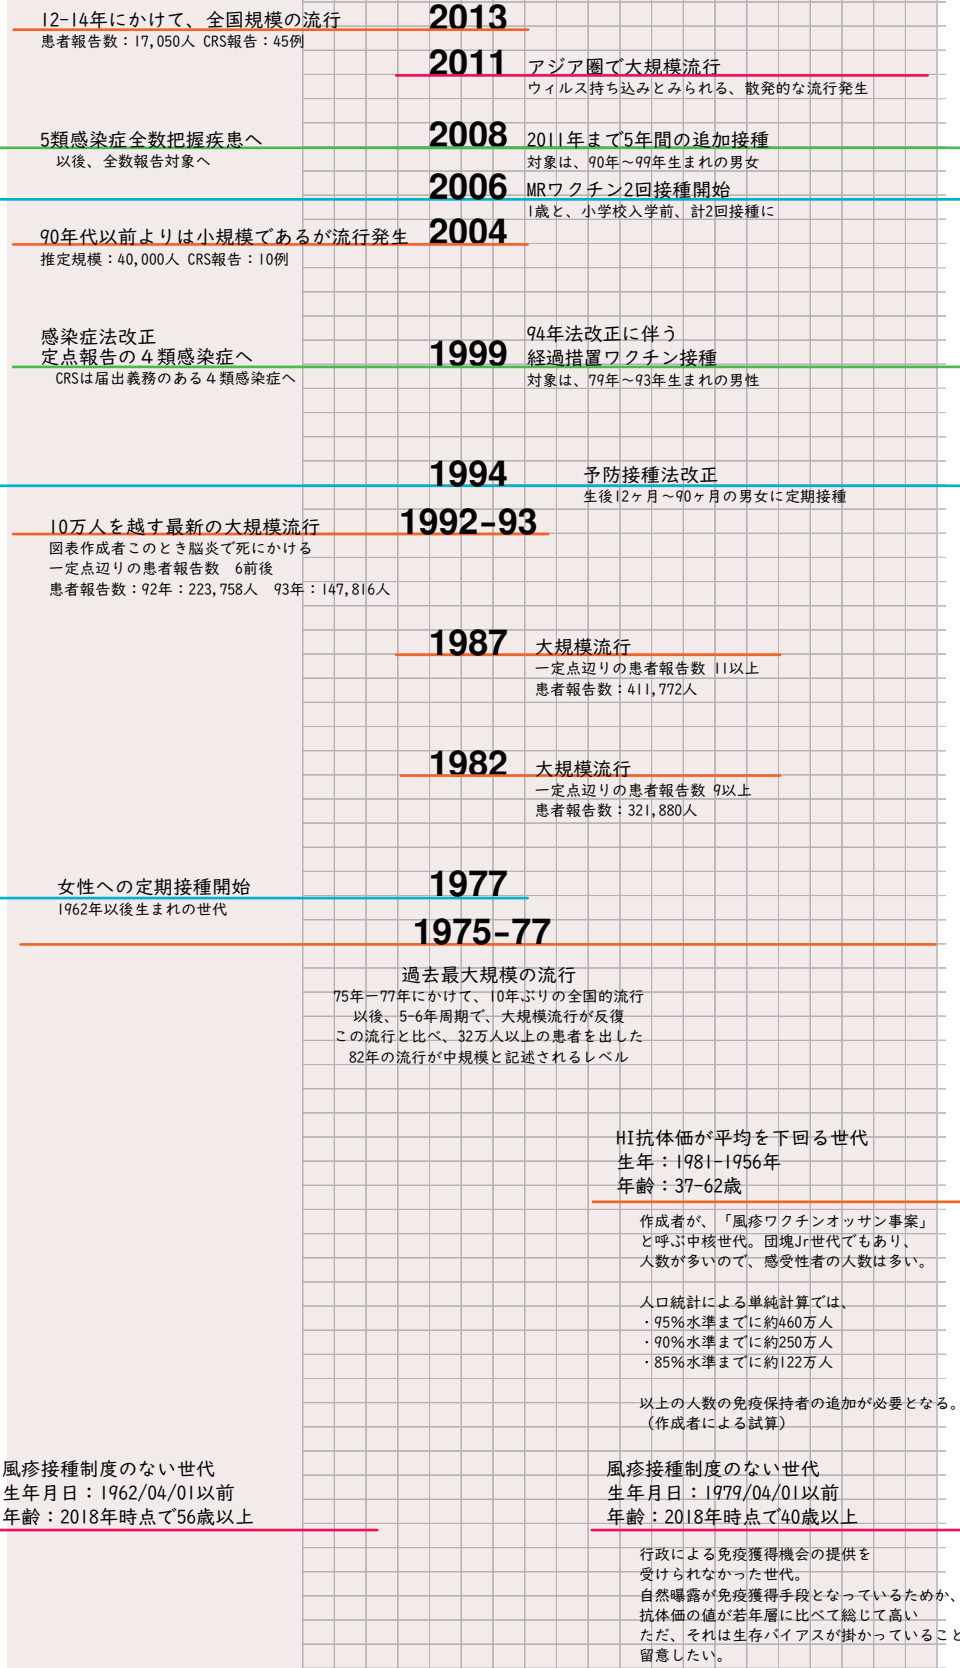 12-14年にかけて、全国規模の流行
2013
患者報告数：17,050人 CRS報告：45例
2011
アジア圏で大規模流行
ウィルス持ち込みとみられる、散発的な流行発生
5類感染症全数把握疾患へ
以後、全数報告対象へ
2008
2011年まで5年間の追加接種
対象は、90年～99年生まれの男女
2006
MRワクチン2回接種開始
1歳と、小学校入学前、計2回接種に
90年代以前よりは小規模であるが流行発生
2004
推定規模：40,000人 CRS報告：10例
感染症法改正
定点報告の４類感染症へ
CRSは届出義務のある４類感染症へ
1999
94年法改正に伴う
経過措置ワクチン接種
対象は、79年～93年生まれの男性
1994
予防接種法改正
生後12ヶ月～90ヶ月の男女に定期接種
10万人を越す最新の大規模流行
1992-93
図表作成者このとき脳炎で死にかける
一定点辺りの患者報告数　6前後
患者報告数：92年：223,758人　93年：147,816人
1987
大規模流行
一定点辺りの患者報告数 11以上
患者報告数：411,772人
1982
大規模流行
一定点辺りの患者報告数 9以上
患者報告数：321,880人
女性への定期接種開始
1977
1962年以後生まれの世代
1975-77
過去最大規模の流行
75年ー77年にかけて、10年ぶりの全国的流行
以後、5-6年周期で、大規模流行が反復
この流行と比べ、32万人以上の患者を出した
82年の流行が中規模と記述されるレベル
HI抗体価が平均を下回る世代
生年：1981-1956年
年齢：37-62歳
作成者が、「風疹ワクチンオッサン事案」
と呼ぶ中核世代。団塊Jr世代でもあり、
人数が多いので、感受性者の人数は多い。
人口統計による単純計算では、
・95%水準までに約460万人
・90%水準までに約250万人
・85%水準までに約122万人
以上の人数の免疫保持者の追加が必要となる。
（作成者による試算）
風疹接種制度のない世代
生年月日：1962/04/01以前
年齢：2018年時点で56歳以上
風疹接種制度のない世代
生年月日：1979/04/01以前
年齢：2018年時点で40歳以上
行政による免疫獲得機会の提供を
受けられなかった世代。
自然曝露が免疫獲得手段となっているためか、
抗体価の値が若年層に比べて総じて高い
ただ、それは生存バイアスが掛かっていること
留意したい。